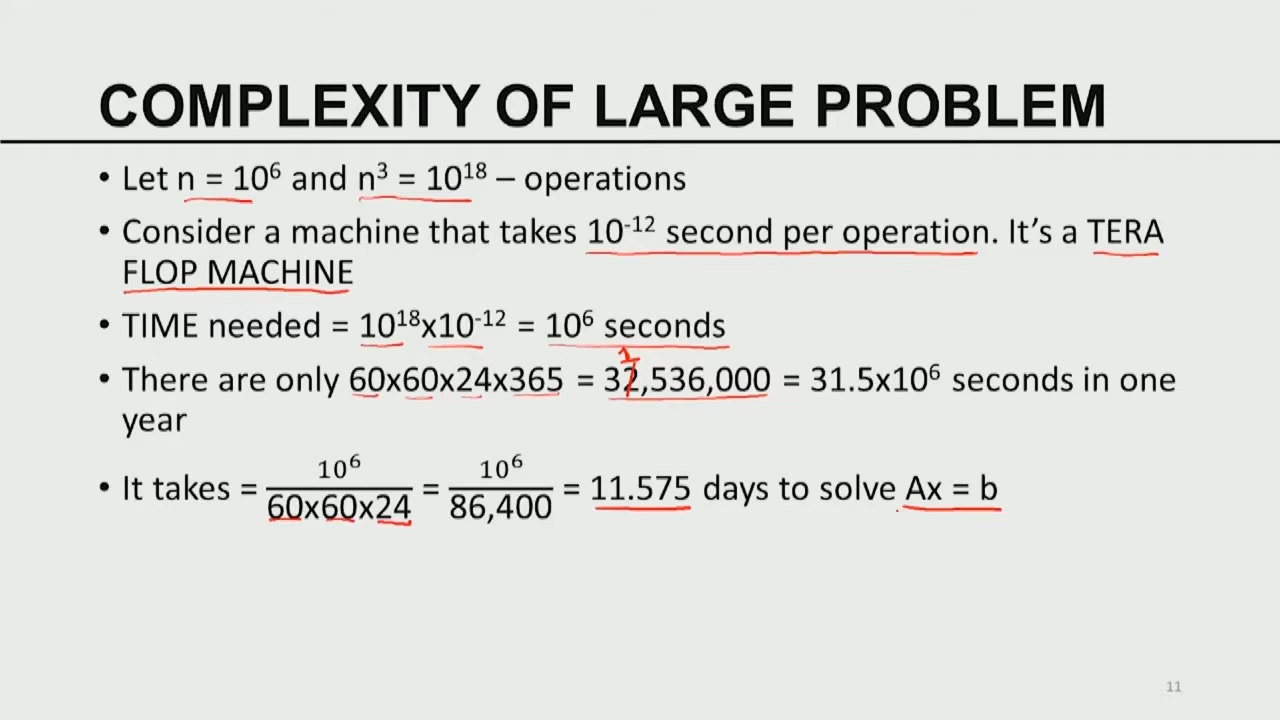 COMPLEXITY OF LARGE PROBLEM
• Let n = 10⁶ and n³ = 10¹⁸ – operations
• Consider a machine that takes 10⁻¹² second per operation. It's a TERA
FLOP MACHINE
• TIME needed = 10¹⁸x10⁻¹² = 10⁶ seconds
1
• There are only 60x60x24x365 = 32,536,000 = 31.5x10⁶ seconds in one
year
• It takes = 10⁶/60x60x24 = 10⁶/86,400 = 11.575 days to solve Ax = b
11